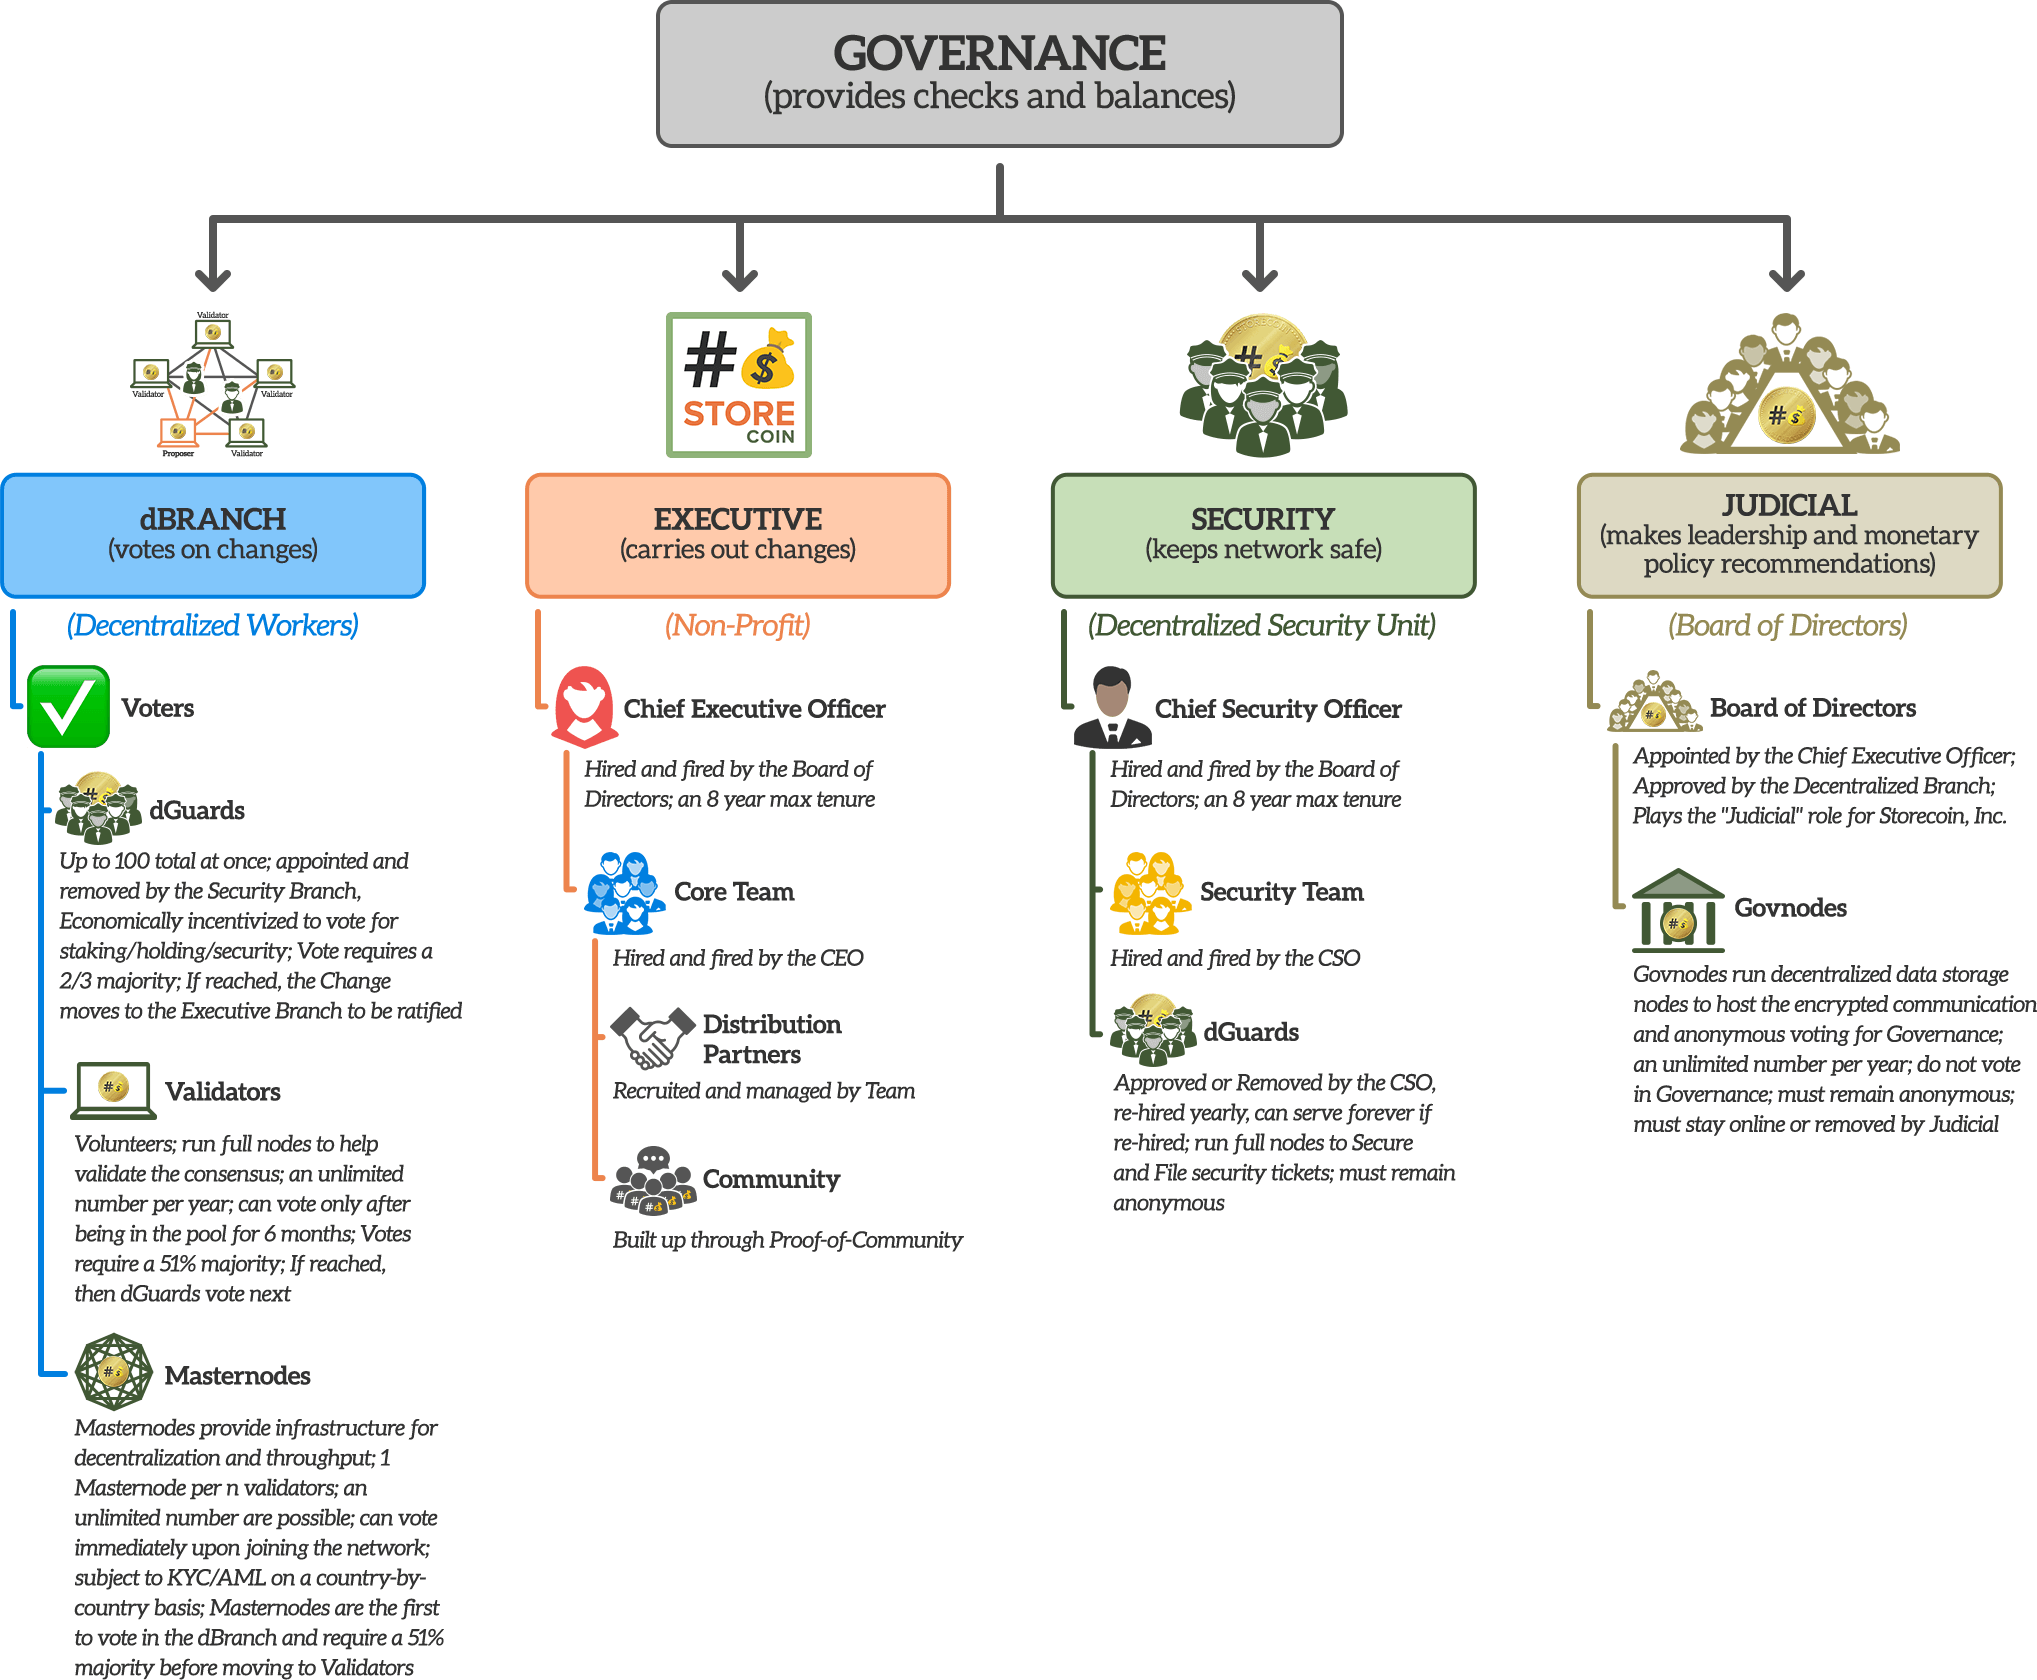 GOVERNANCE
(provides checks and balances)
Validator
Validator
Validator
Proposer
Validator
#
STORE
COIN
#
#
dBRANCH
(votes on changes)
(Decentralized Workers)
Voters
dGuards
Up to 100 total at once; appointed and
removed by the Security Branch,
Economically incentivized to vote for
staking/holding/security; Vote requires a
2/3 majority; If reached, the Change
moves to the Executive Branch to be ratified
Validators
Volunteers; run full nodes to help
validate the consensus; an unlimited
number per year; can vote only after
being in the pool for 6 months; Votes
require a 51% majority; If reached,
then dGuards vote next
Masternodes
Masternodes provide infrastructure for
decentralization and throughput; 1
Masternode per n validators; an
unlimited number are possible; can vote
immediately upon joining the network;
subject to KYC/AML on a country-by-
country basis; Masternodes are the first
to vote in the dBranch and require a 51%
majority before moving to Validators
EXECUTIVE
(carries out changes)
(Non-Profit)
Chief Executive Officer
Hired and fired by the Board of
Directors; an 8 year max tenure
Core Team
Hired and fired by the CEO
Distribution
Partners
Recruited and managed by Team
Community
Built up through Proof-of-Community
SECURITY
(keeps network safe)
(Decentralized Security Unit)
Chief Security Officer
Hired and fired by the Board of
Directors; an 8 year max tenure
Security Team
Hired and fired by the CSO
dGuards
Approved or Removed by the CSO,
re-hired yearly, can serve forever if
re-hired; run full nodes to Secure
and File security tickets; must remain
anonymous
JUDICIAL
(makes leadership and monetary
policy recommendations)
(Board of Directors)
Board of Directors
Appointed by the Chief Executive Officer;
Approved by the Decentralized Branch;
Plays the "Judicial" role for Storecoin, Inc.
Govnodes
Govnodes run decentralized data storage
nodes to host the encrypted communication
and anonymous voting for Governance;
an unlimited number per year; do not vote
in Governance; must remain anonymous;
must stay online or removed by Judicial